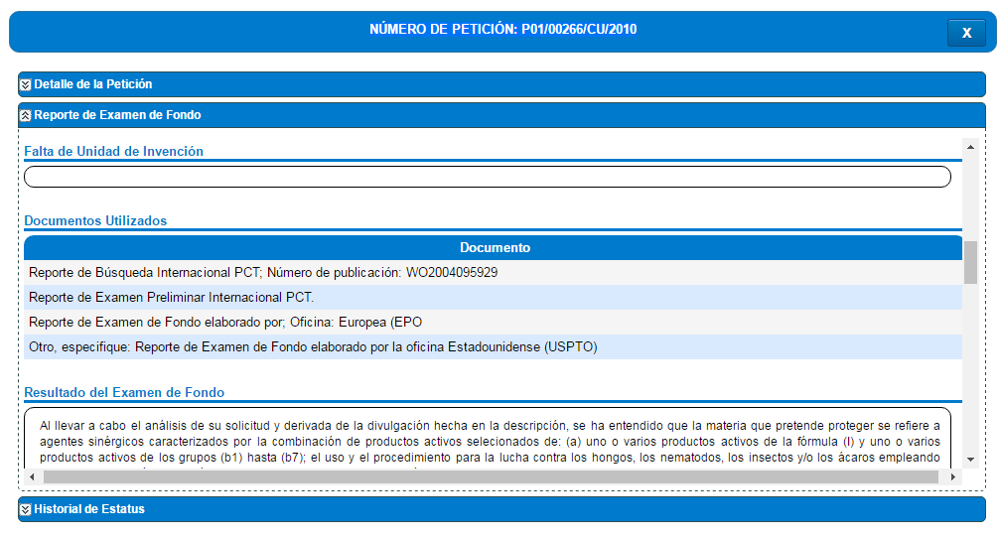 NÚMERO DE PETICIÓN: P01/00266/CU/2010
X
Detalle de la Petición
Reporte de Examen de Fondo
Falta de Unidad de Invención
Documentos Utilizados
Documento
Reporte de Búsqueda Internacional PCT; Número de publicación: WO2004095929
Reporte de Examen Preliminar Internacional PCT.
Reporte de Examen de Fondo elaborado por; Oficina: Europea (EPO
Otro, especifique: Reporte de Examen de Fondo elaborado por la oficina Estadounidense (USPTO)
Resultado del Examen de Fondo
Al llevar a cabo el análisis de su solicitud y derivada de la divulgación hecha en la descripción, se ha entendido que la materia que pretende proteger se refiere a
agentes sinérgicos caracterizados por la combinación de productos activos selecionados de: (a) uno o varios productos activos de la fórmula (I) y uno o varios
productos activos de los grupos (b1) hasta (b7); el uso y el procedimiento para la lucha contra los hongos, los nematodos, los insectos y/o los ácaros empleando
Historial de Estatus